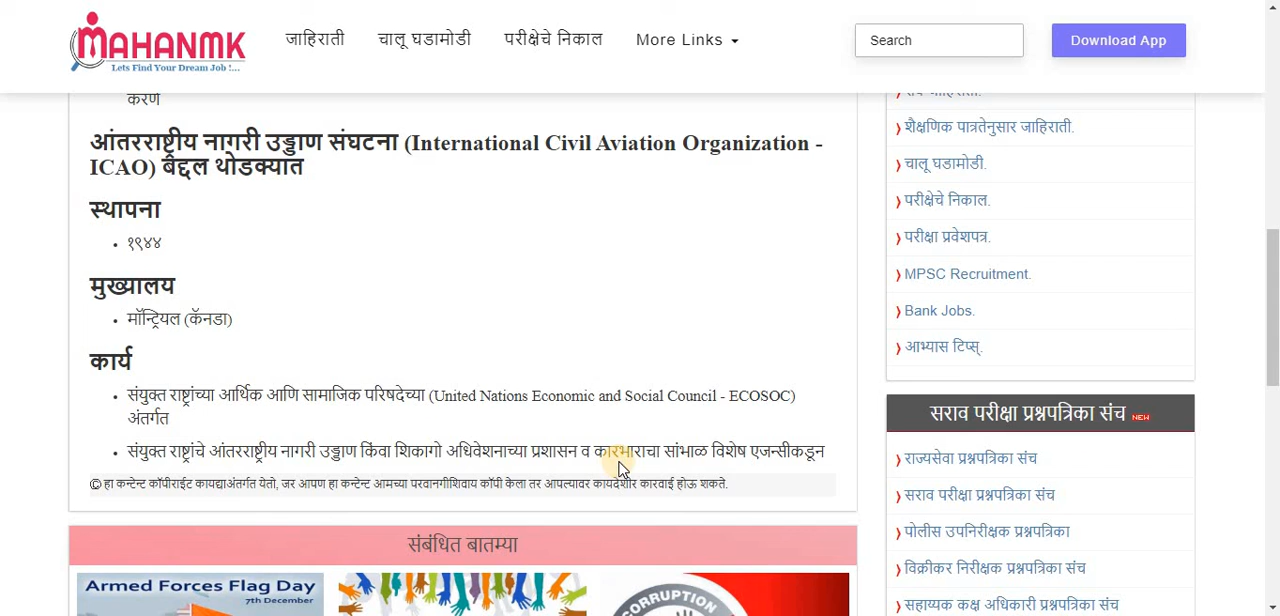 MAHANMK
Lets Find Your Dream Job !...
जाहिराती
चालू घडामोडी
परीक्षेचे निकाल
More Links
Search
Download App
करणे
आंतरराष्ट्रीय नागरी उड्डाण संघटना (International Civil Aviation Organization -
ICAO) बद्दल थोडक्यात
स्थापना
१९४४
मुख्यालय
मॉन्ट्रियल (कॅनडा)
कार्य
संयुक्त राष्ट्रांच्या आर्थिक आणि सामाजिक परिषदेच्या (United Nations Economic and Social Council - ECOSOC)
अंतर्गत
संयुक्त राष्ट्रांचे आंतरराष्ट्रीय नागरी उड्डाण किंवा शिकागो अधिवेशनाच्या प्रशासन व कारभाराचा सांभाळ विशेष एजन्सीकडून
© हा कन्टेन्ट कॉपीराईट कायद्याअंतर्गत येतो, जर आपण हा कन्टेन्ट आमच्या परवानगीशिवाय कॉपी केला तर आपल्यावर कायदेशीर कारवाई होऊ शकते.
संबंधित बातम्या
Armed Forces Flag Day
7th December
CORRUPTION
शैक्षणिक पात्रतेनुसार जाहिराती.
चालू घडामोडी.
परीक्षेचे निकाल.
परीक्षा प्रवेशपत्र.
MPSC Recruitment.
Bank Jobs.
आभ्यास टिप्स्.
सराव परीक्षा प्रश्नपत्रिका संच NEW
राज्यसेवा प्रश्नपत्रिका संच
सराव परीक्षा प्रश्नपत्रिका संच
पोलीस उपनिरीक्षक प्रश्नपत्रिका
विक्रीकर निरीक्षक प्रश्नपत्रिका संच
सहाय्यक कक्ष अधिकारी प्रश्नपत्रिका संच